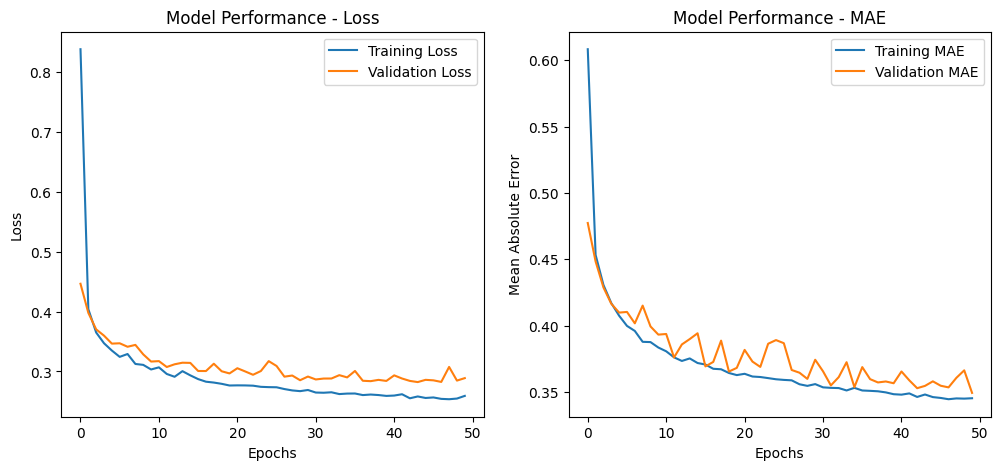 Model Performance - Loss
Training Loss
Validation Loss
Loss
0.8
0.7
0.6
0.5
0.4
0.3
0
10
20
30
40
50
Epochs
Model Performance - MAE
Training MAE
Validation MAE
Mean Absolute Error
0.60
0.55
0.50
0.45
0.40
0.35
0
10
20
30
40
50
Epochs